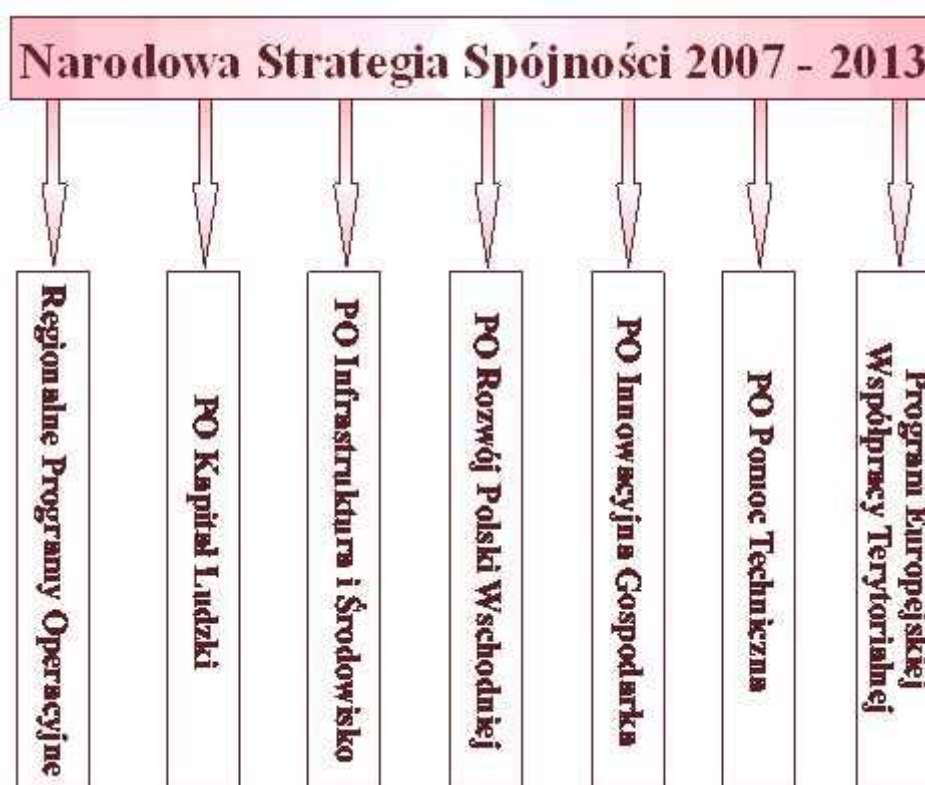 Narodowa Strategia Spójności 2007 - 2013
Regionalne Programy Operacyjne
PO Kapitał Ludzki
PO Infrastruktura i Środowisko
PO Rozwój Polski Wschodniej
PO Innowacyjna Gospodarka
PO Pomoc Techniczna
Program Europejskiej
Współpracy Terytorialnej